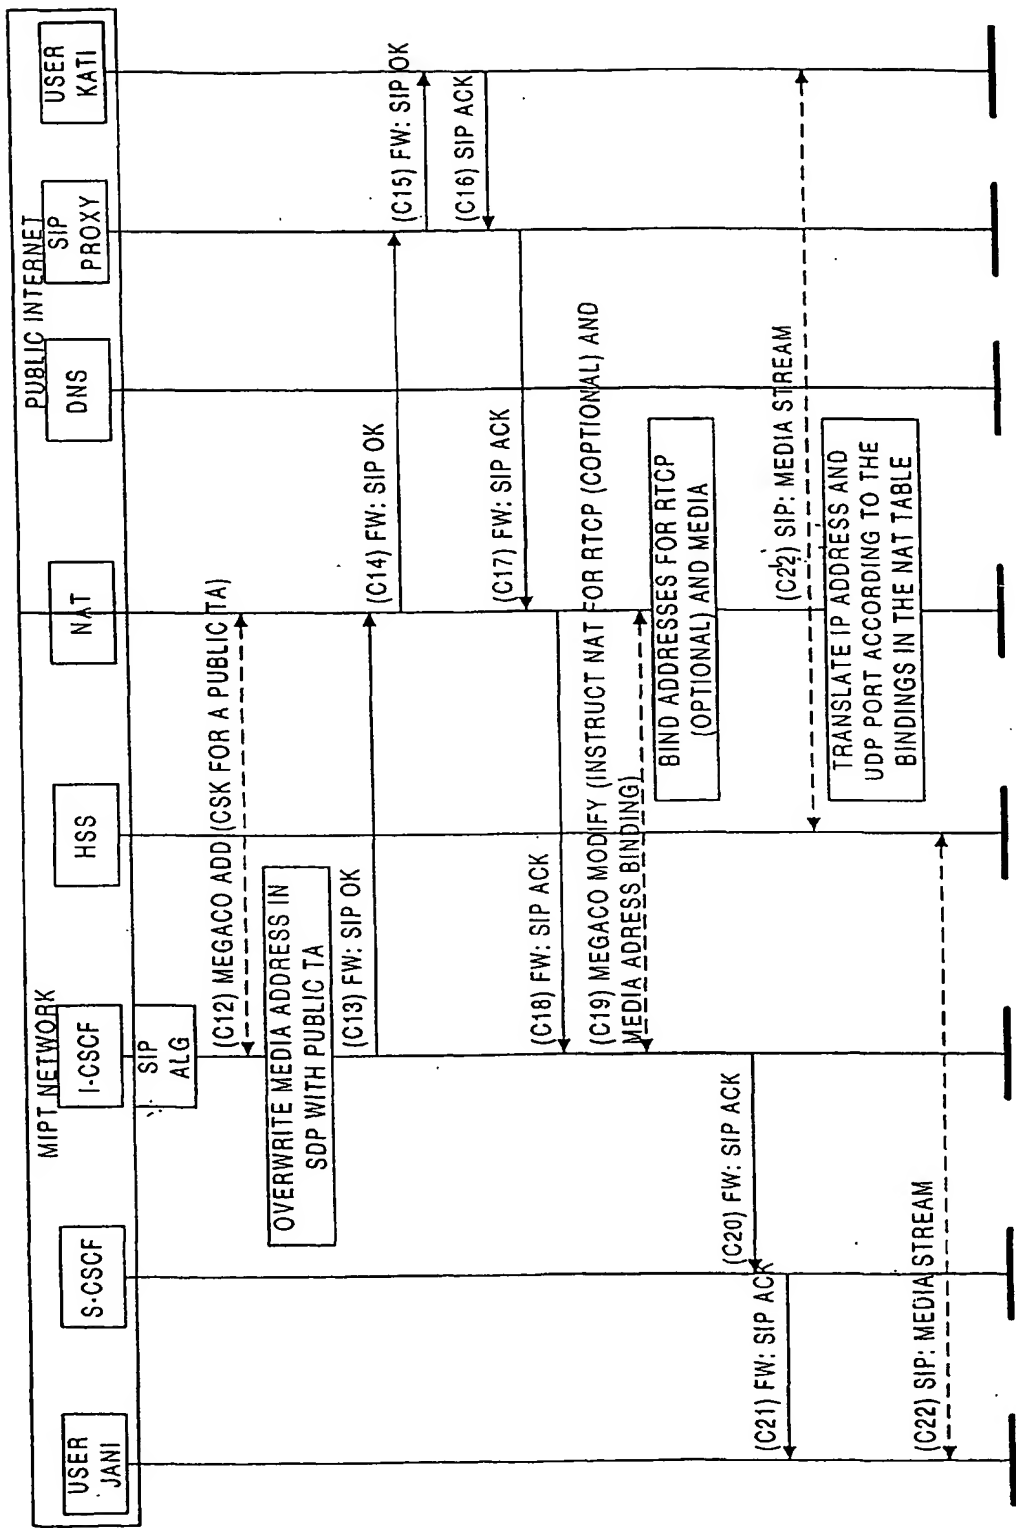 MIPT NETWORK
PUBLIC INTERNET
USER
JANI
S-CSCF
I-CSCF
SIP
ALG
HSS
NAT
DNS
SIP
PROXY
USER
KATI
(C12) MEGACO ADD (CSK FOR A PUBLIC TA)
OVERWRITE MEDIA ADDRESS IN
SDP WITH PUBLIC TA
(C13) FW: SIP OK
(C14) FW: SIP OK
(C15) FW: SIP OK
(C16) SIP ACK
(C17) FW: SIP ACK
(C18) FW: SIP ACK
(C19) MEGACO MODIFY (INSTRUCT NAT FOR RTCP (COPTIONAL) AND
MEDIA ADRESS BINDING)
BIND ADDRESSES FOR RTCP
(OPTIONAL) AND MEDIA
(C20) FW: SIP ACK
(C21) FW: SIP ACK
(C22) SIP: MEDIA STREAM
TRANSLATE IP ADDRESS AND
UDP PORT ACCORDING TO THE
BINDINGS IN THE NAT TABLE
(C22) SIP: MEDIA STREAM